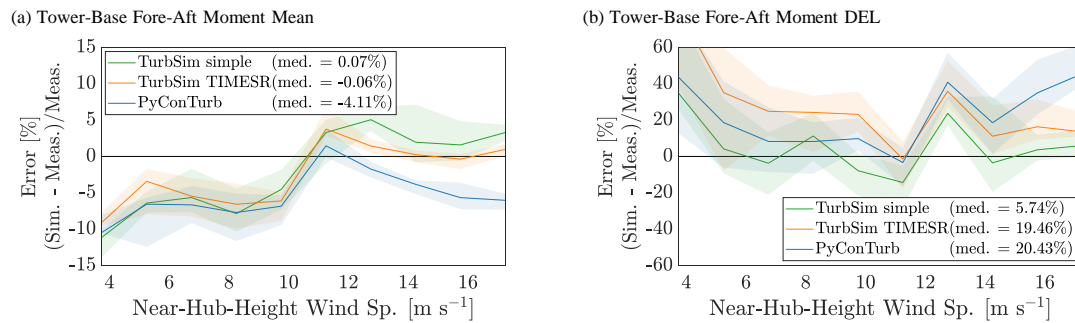 (a) Tower-Base Fore-Aft Moment Mean
15
10
5
0
-5
-10
-15
Error [%]
(Sim. - Meas.)/Meas.
TurbSim simple (med. = 0.07%)
TurbSim TIMESR (med. = -0.06%)
PyConTurb (med. = -4.11%)
4 6 8 10 12 14 16
Near-Hub-Height Wind Sp. [m s⁻¹]
(b) Tower-Base Fore-Aft Moment DEL
60
40
20
0
-20
-40
-60
Error [%]
(Sim. - Meas.)/Meas.
TurbSim simple (med. = 5.74%)
TurbSim TIMESR (med. = 19.46%)
PyConTurb (med. = 20.43%)
4 6 8 10 12 14 16
Near-Hub-Height Wind Sp. [m s⁻¹]